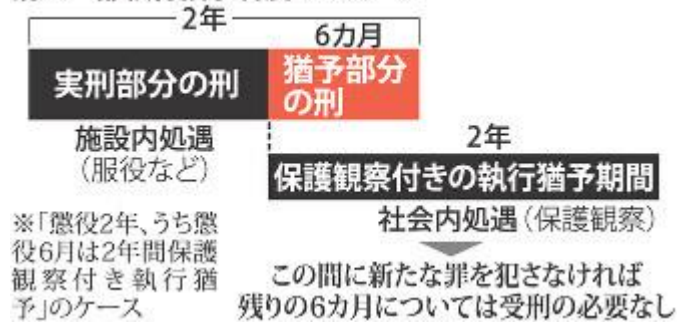 2年
6カ月
実刑部分の刑
猶予部分
の刑
施設内処遇
(服役など)
2年
保護観察付きの執行猶予期間
社会内処遇(保護観察)
※「懲役2年、うち懲
役6月は2年間保護
観察付き執行猶
予」のケース
この間に新たな罪を犯さなければ
残りの6カ月については受刑の必要なし